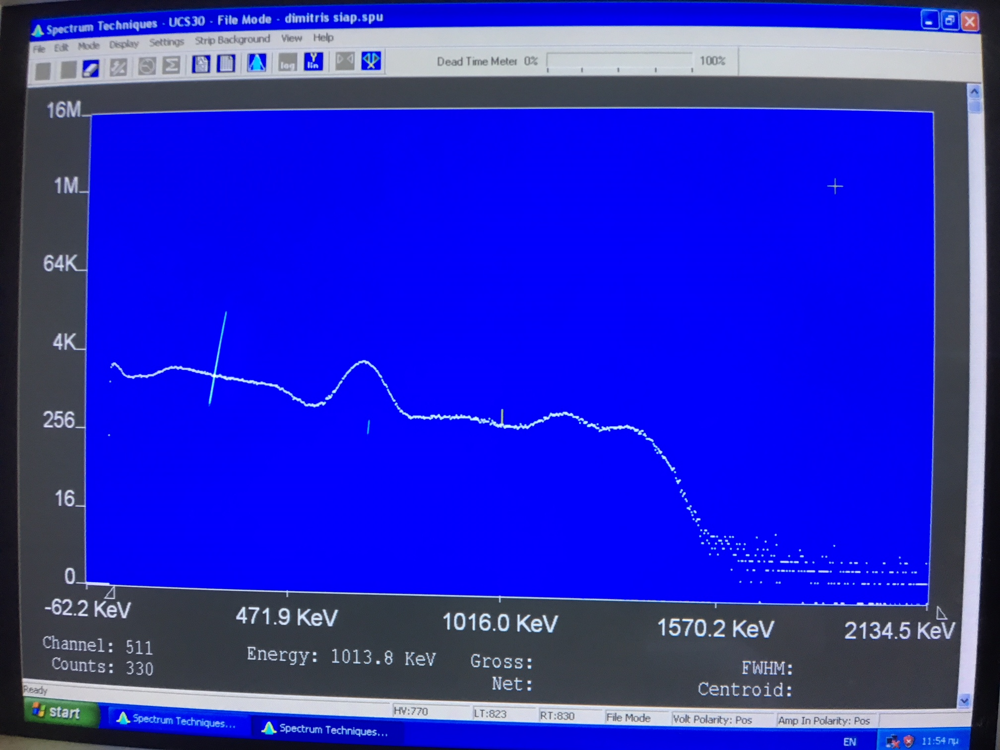 Spectrum Techniques - UCS30 - File Mode - dimitris siap.spu
File Edit Mode Display Settings Strip Background View Help
log Y lin Dead Time Meter 0% 100%
16M
1M
64K
4K
256
16
0
-62.2 KeV 471.9 KeV 1016.0 KeV 1570.2 KeV 2134.5 KeV
Channel: 511 Energy: 1013.8 KeV Gross: FWHM:
Counts: 330 Net: Centroid:
Ready HV:770 LT:823 RT:830 File Mode Volt Polarity: Pos Amp In Polarity: Pos
start Spectrum Techniques... Spectrum Techniques... EN 11:54 πμ